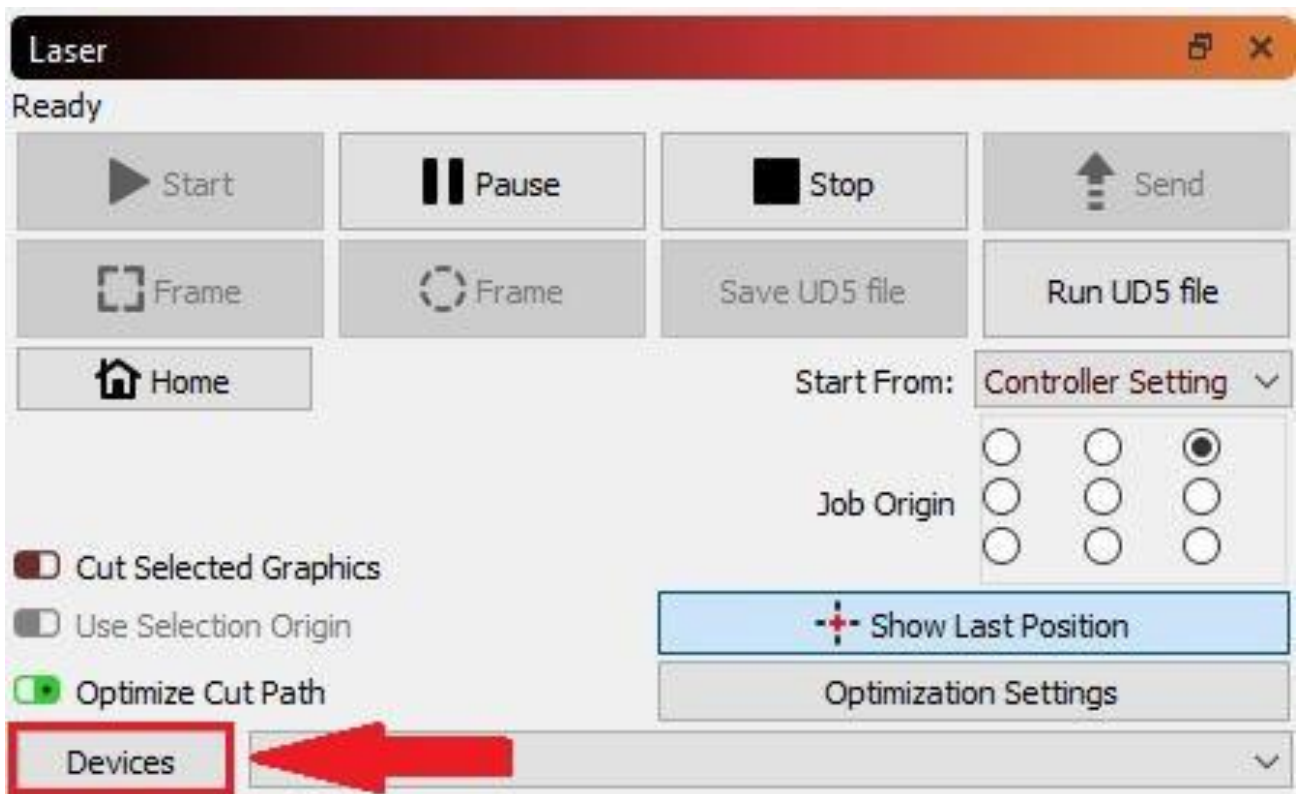 Laser
Ready
Start Pause Stop Send
Frame Frame Save UD5 file Run UD5 file
Home Start From: Controller Setting
Job Origin
Cut Selected Graphics
Use Selection Origin Show Last Position
Optimize Cut Path Optimization Settings
Devices